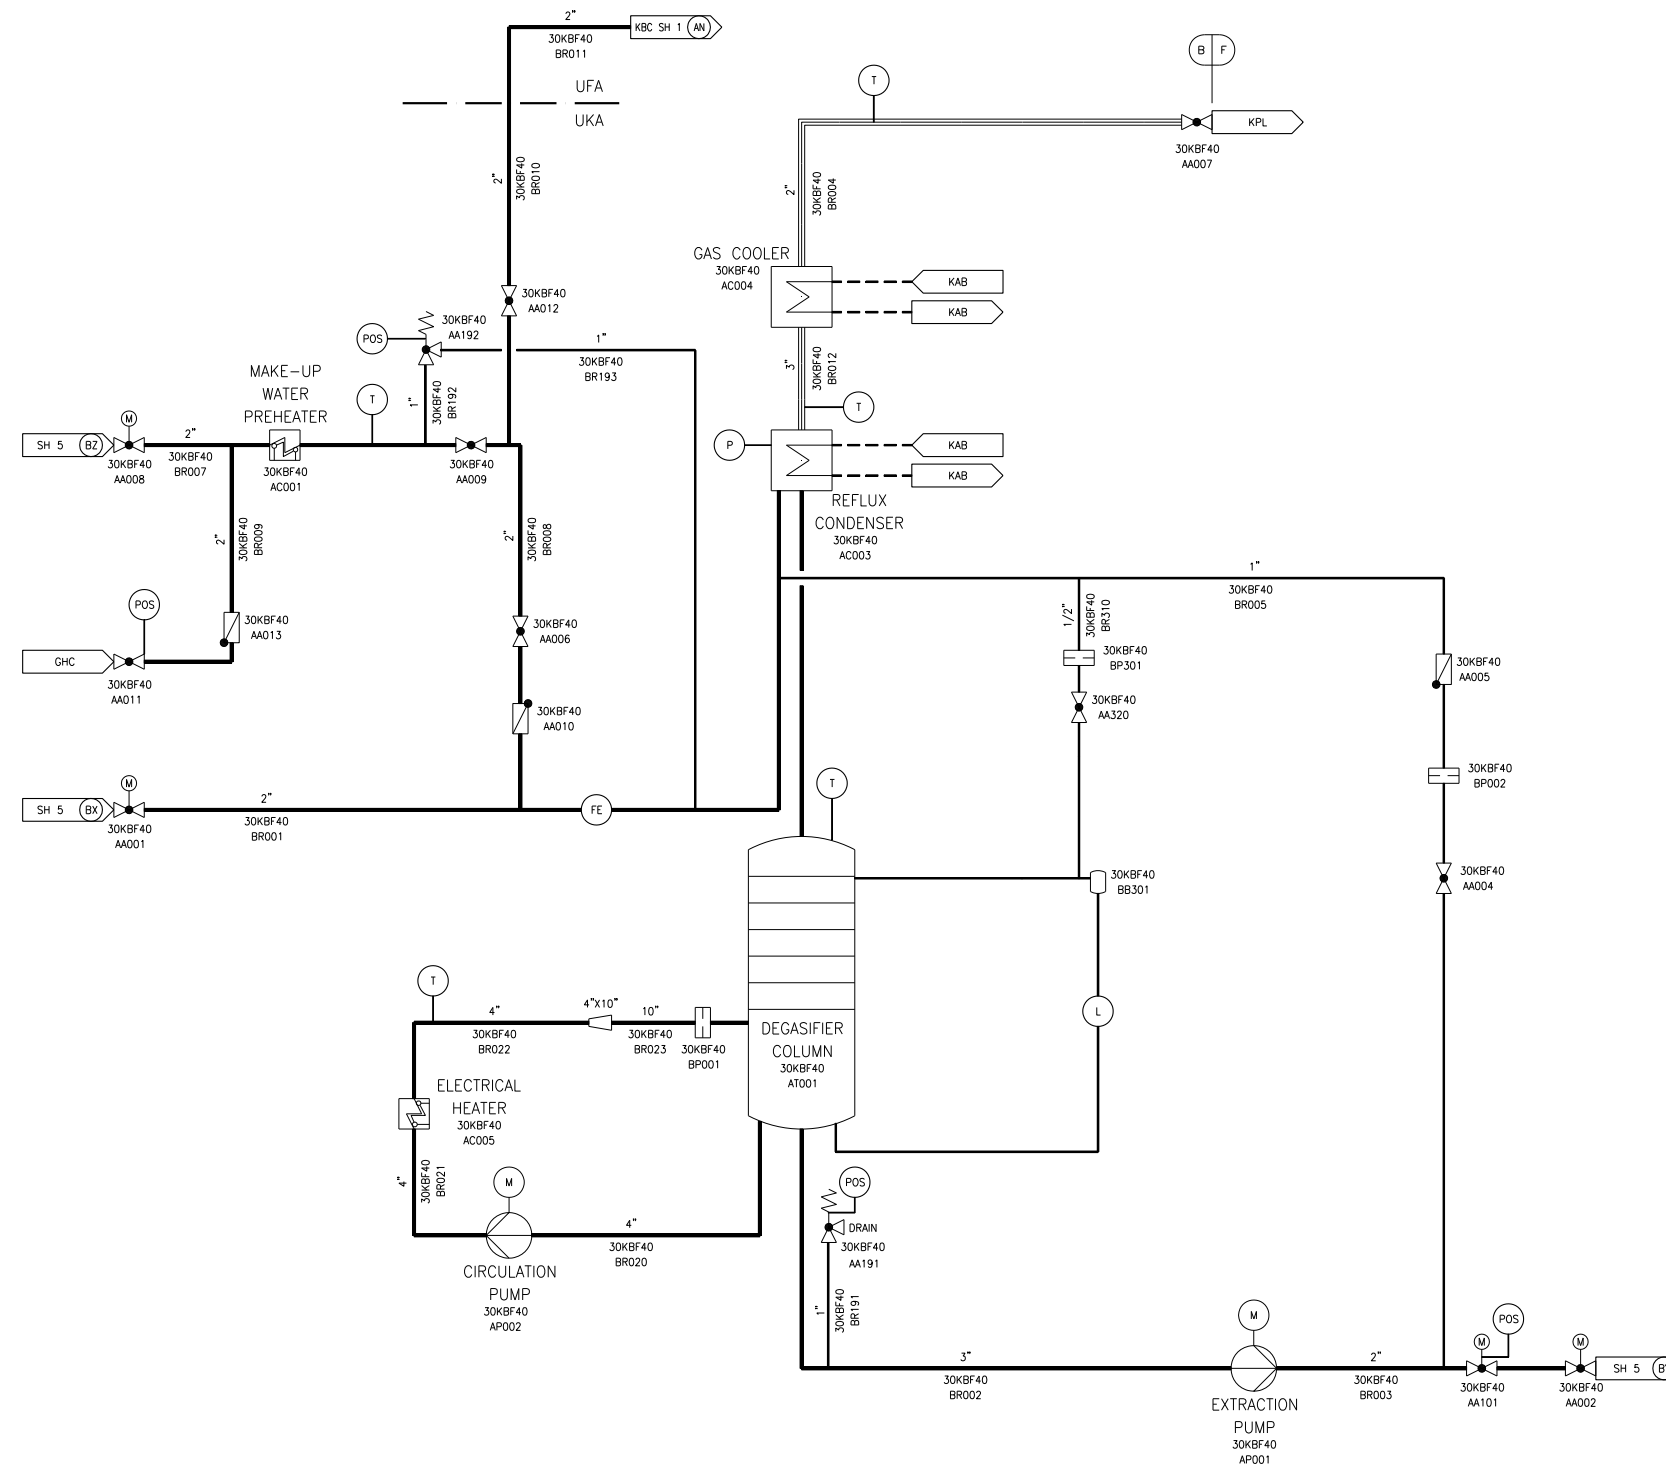 2"
30KBF40
BR011
KBC SH 1 AN
UFA
UKA
2"
30KBF40
BR010
30KBF40
AA012
T
B F
KPL
30KBF40
AA007
2"
30KBF40
BR004
GAS COOLER
30KBF40
AC004
KAB
KAB
3"
30KBF40
BR012
T
P
KAB
KAB
REFLUX
CONDENSER
30KBF40
AC003
POS
30KBF40
AA192
1"
30KBF40
BR193
1"
30KBF40
BR192
MAKE-UP
WATER
PREHEATER
30KBF40
AC001
T
SH 5 BZ
M
30KBF40
AA008
2"
30KBF40
BR007
30KBF40
AA009
2"
30KBF40
BR009
2"
30KBF40
BR008
POS
30KBF40
AA013
GHC
30KBF40
AA011
30KBF40
AA006
30KBF40
AA010
SH 5 BX
M
30KBF40
AA001
2"
30KBF40
BR001
FE
1"
30KBF40
BR005
1/2"
30KBF40
BR310
30KBF40
BP301
30KBF40
AA320
30KBF40
AA005
30KBF40
BP002
30KBF40
AA004
T
30KBF40
BB301
L
DEGASIFIER
COLUMN
30KBF40
AT001
T
4"
30KBF40
BR022
4"X10"
10"
30KBF40
BR023
30KBF40
BP001
ELECTRICAL
HEATER
30KBF40
AC005
4"
30KBF40
BR021
M
CIRCULATION
PUMP
30KBF40
AP002
4"
30KBF40
BR020
POS
DRAIN
30KBF40
AA191
1"
30KBF40
BR191
3"
30KBF40
BR002
M
EXTRACTION
PUMP
30KBF40
AP001
2"
30KBF40
BR003
M
POS
30KBF40
AA101
M
30KBF40
AA002
SH 5